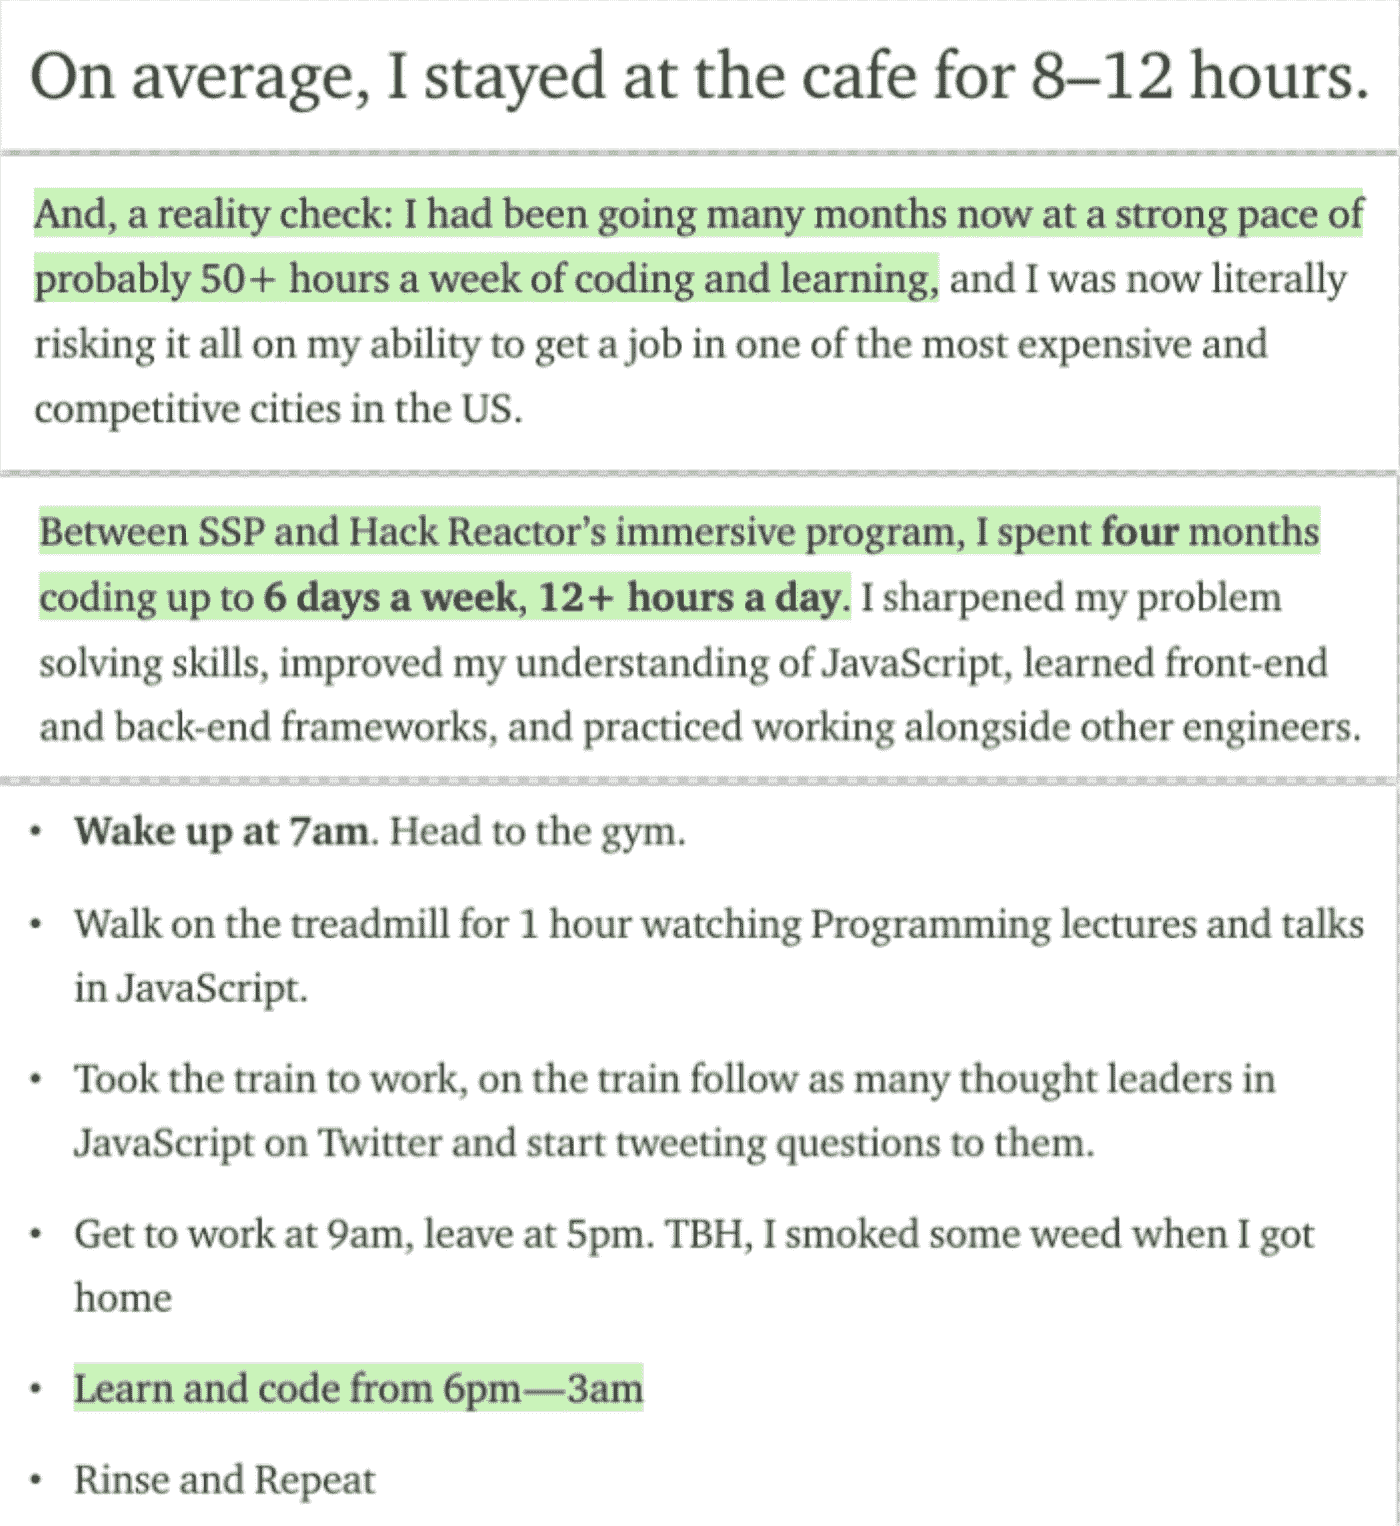 On average, I stayed at the cafe for 8–12 hours.
And, a reality check: I had been going many months now at a strong pace of
probably 50+ hours a week of coding and learning, and I was now literally
risking it all on my ability to get a job in one of the most expensive and
competitive cities in the US.
Between SSP and Hack Reactor’s immersive program, I spent four months
coding up to 6 days a week, 12+ hours a day. I sharpened my problem
solving skills, improved my understanding of JavaScript, learned front-end
and back-end frameworks, and practiced working alongside other engineers.
• Wake up at 7am. Head to the gym.
• Walk on the treadmill for 1 hour watching Programming lectures and talks
in JavaScript.
• Took the train to work, on the train follow as many thought leaders in
JavaScript on Twitter and start tweeting questions to them.
• Get to work at 9am, leave at 5pm. TBH, I smoked some weed when I got
home
• Learn and code from 6pm—3am
• Rinse and Repeat